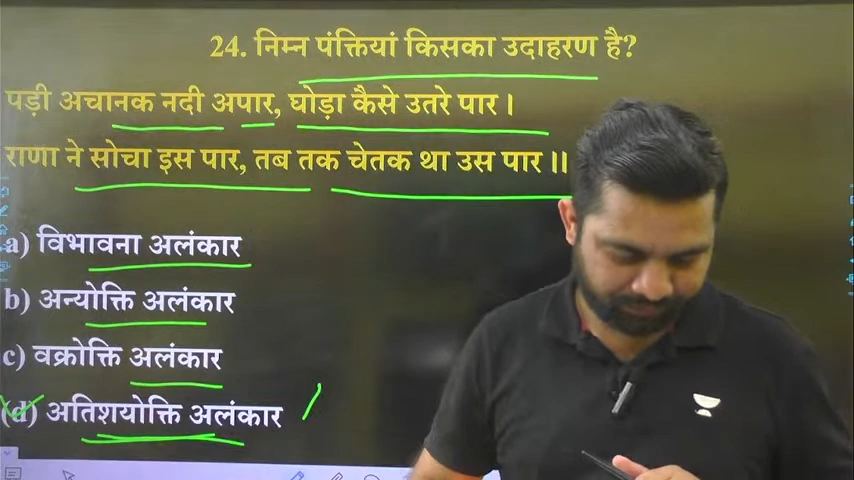 24. निम्न पंक्तियां किसका उदाहरण है?
पड़ी अचानक नदी अपार, घोड़ा कैसे उतरे पार।
राणा ने सोचा इस पार, तब तक चेतक था उस पार॥
a) विभावना अलंकार
b) अन्योक्ति अलंकार
c) वक्रोक्ति अलंकार
(d) अतिशयोक्ति अलंकार